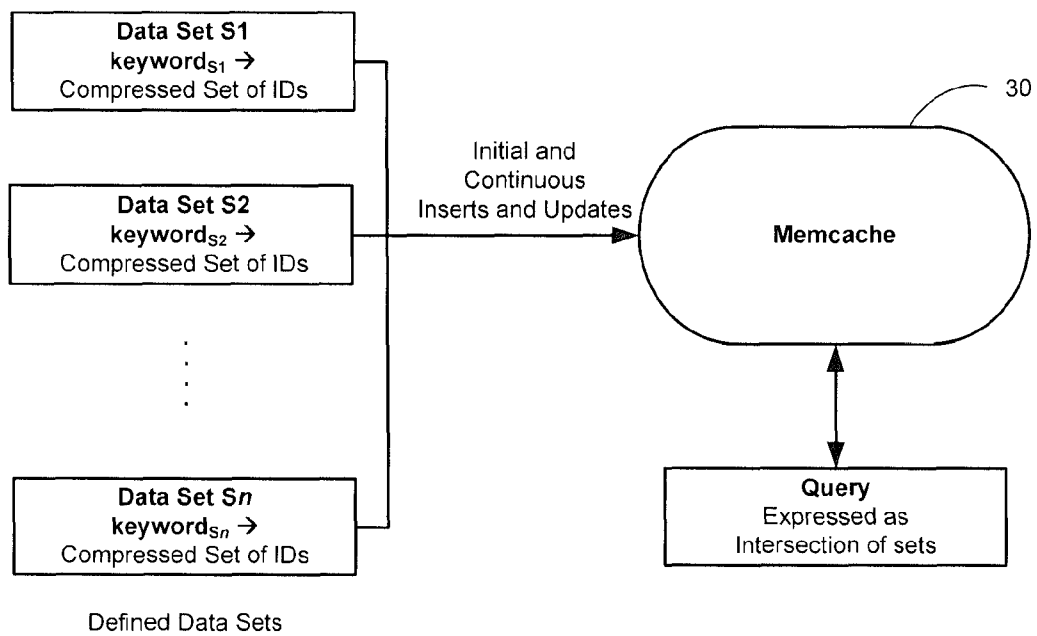 Data Set S1
keywordS1 →
Compressed Set of IDs
30
Initial and
Continuous
Inserts and Updates
Memcache
Data Set S2
keywordS2 →
Compressed Set of IDs
Data Set Sn
keywordSn →
Compressed Set of IDs
Query
Expressed as
Intersection of sets
Defined Data Sets